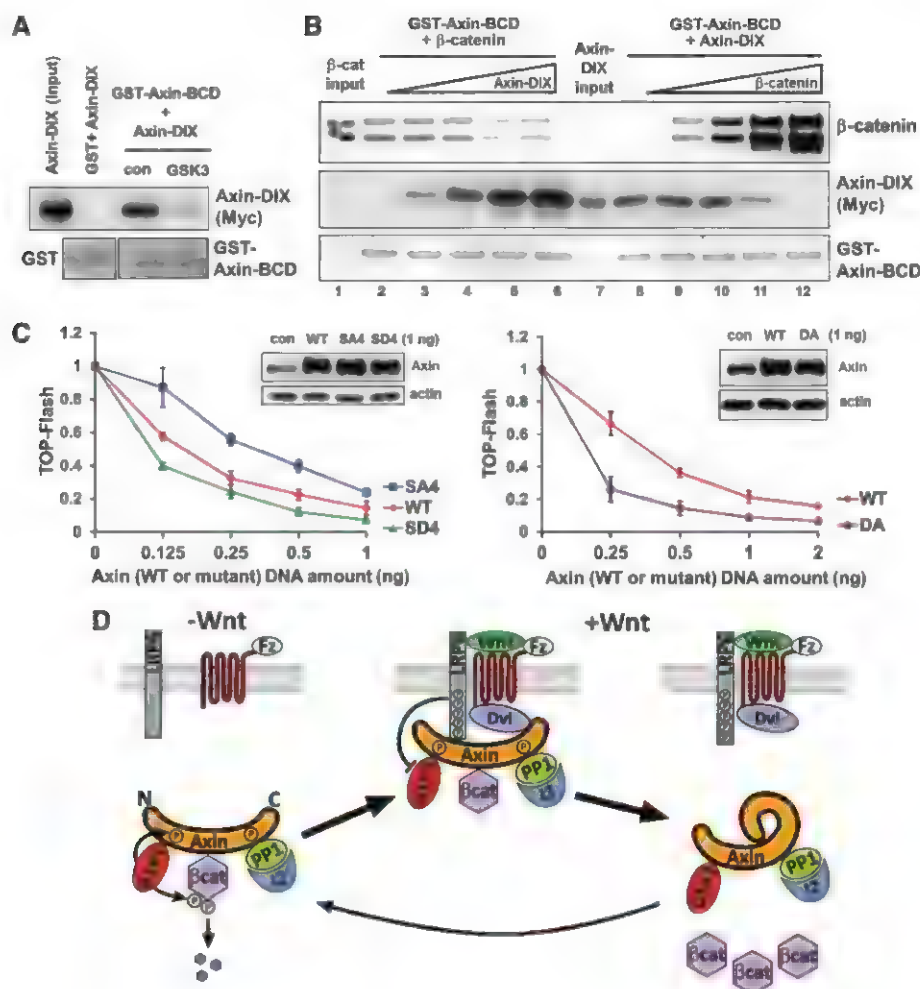 A
Axin-DIX (Input)
GST+ Axin-DIX
GST-Axin-BCD
+
Axin-DIX
con GSK3
Axin-DIX
(Myc)
GST
GST-
Axin-BCD
B
GST-Axin-BCD
+ β-catenin
GST-Axin-BCD
+ Axin-DIX
β-cat
input
Axin-DIX
Axin-
DIX
input
β-catenin
β-catenin
Axin-DIX
(Myc)
GST-
Axin-BCD
1 2 3 4 5 6 7 8 9 10 11 12
C
TOP-Flash
1.2
1
0.8
0.6
0.4
0.2
0
0 0.125 0.25 0.5 1
Axin (WT or mutant) DNA amount (ng)
con WT SA4 SD4 (1 ng)
Axin
actin
SA4
WT
SD4
TOP-Flash
1.2
1
0.8
0.6
0.4
0.2
0
0 0.25 0.5 1 2
Axin (WT or mutant) DNA amount (ng)
con WT DA (1 ng)
Axin
actin
WT
DA
D
-Wnt
+Wnt
Fz
Wnt
Fz
Dvl
P Axin P
βcat
PP1
I2
Wnt
Fz
Dvl
N C
P Axin P
βcat
PP1
P P
Axin
PP1
I2
βcat βcat βcat